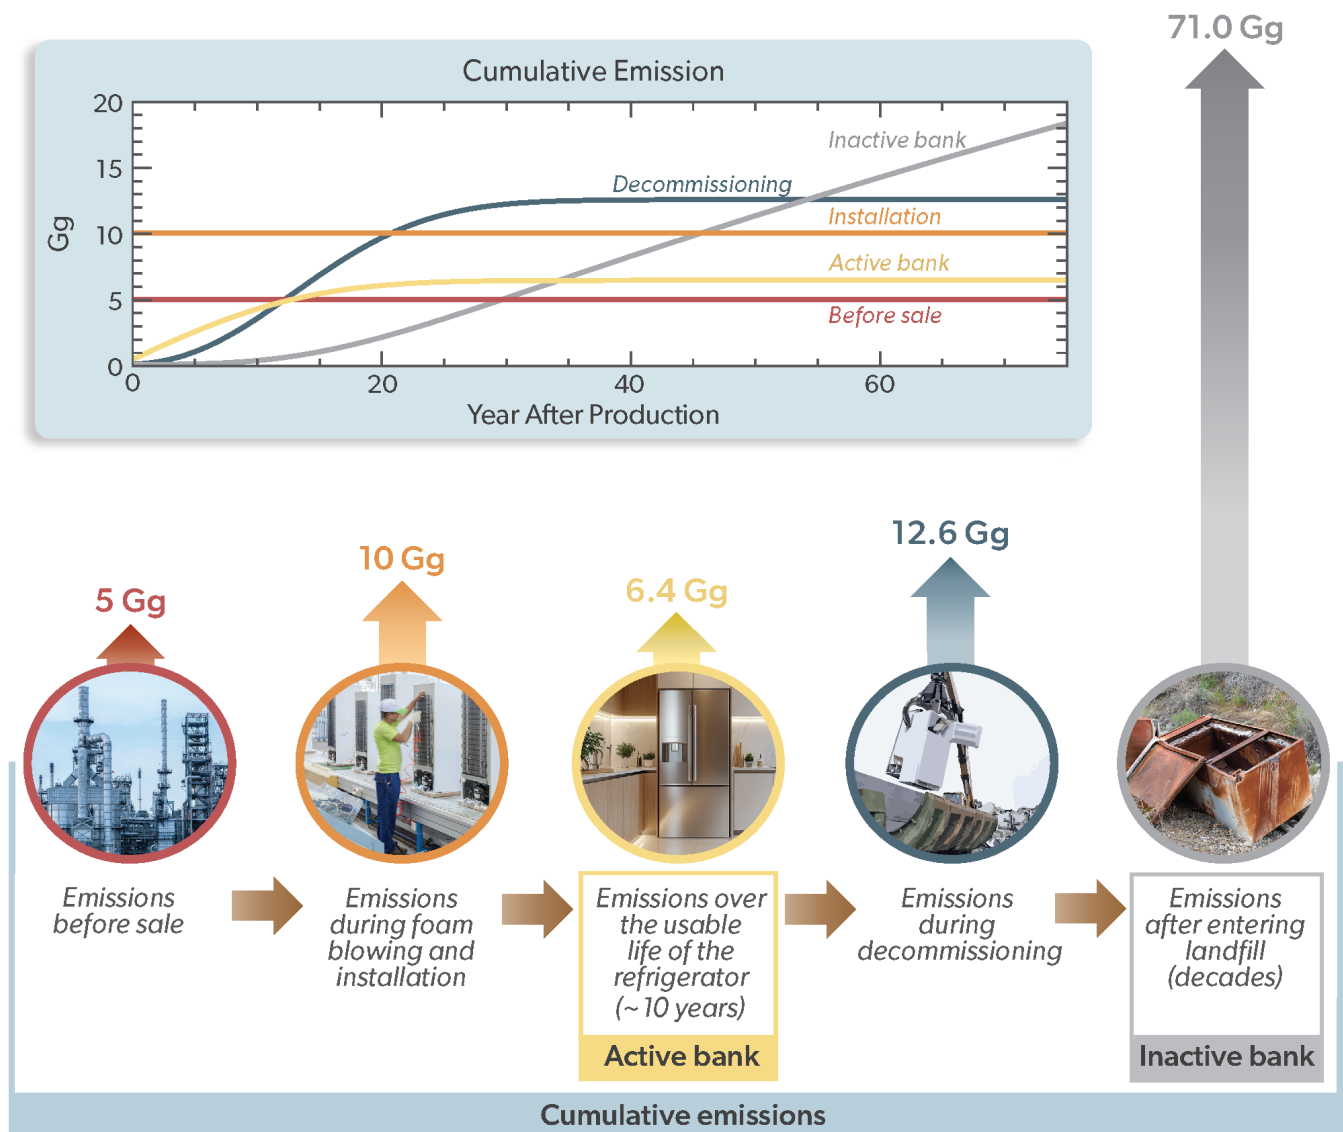 71.0 Gg
Cumulative Emission
20
15
10
5
0
Gg
Inactive bank
Decommissioning
Installation
Active bank
Before sale
0 20 40 60
Year After Production
5 Gg
10 Gg
6.4 Gg
12.6 Gg
Emissions
before sale
Emissions
during foam
blowing and
installation
Emissions over
the usable
life of the
refrigerator
(~10 years)
Active bank
Emissions
during
decommissioning
Emissions
after entering
landfill
(decades)
Inactive bank
Cumulative emissions